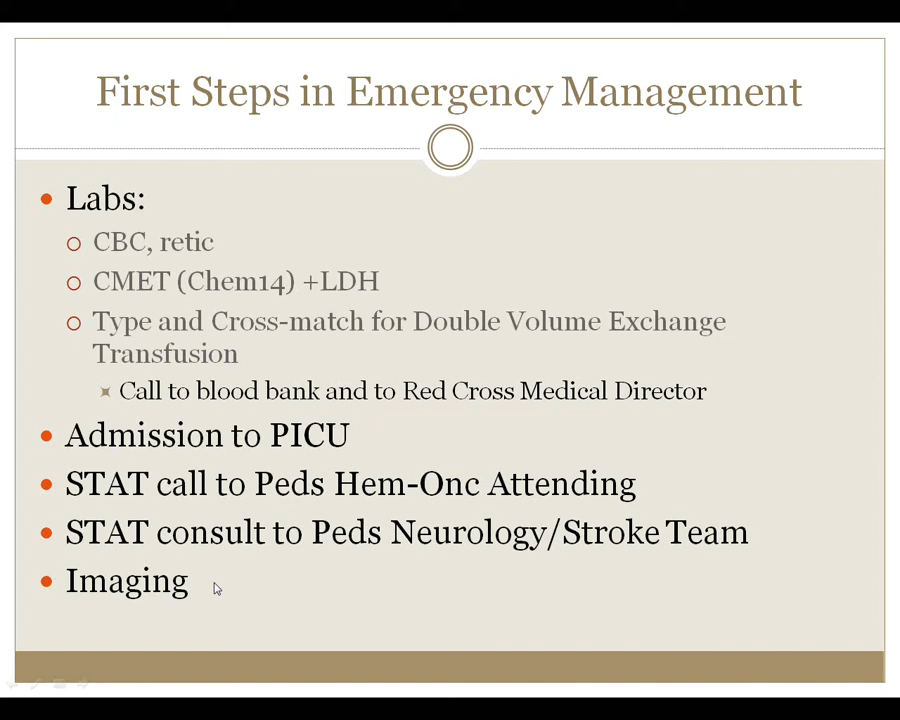 First Steps in Emergency Management
Labs:
CBC, retic
CMET (Chem14) +LDH
Type and Cross-match for Double Volume Exchange
Transfusion
Call to blood bank and to Red Cross Medical Director
Admission to PICU
STAT call to Peds Hem-Onc Attending
STAT consult to Peds Neurology/Stroke Team
Imaging